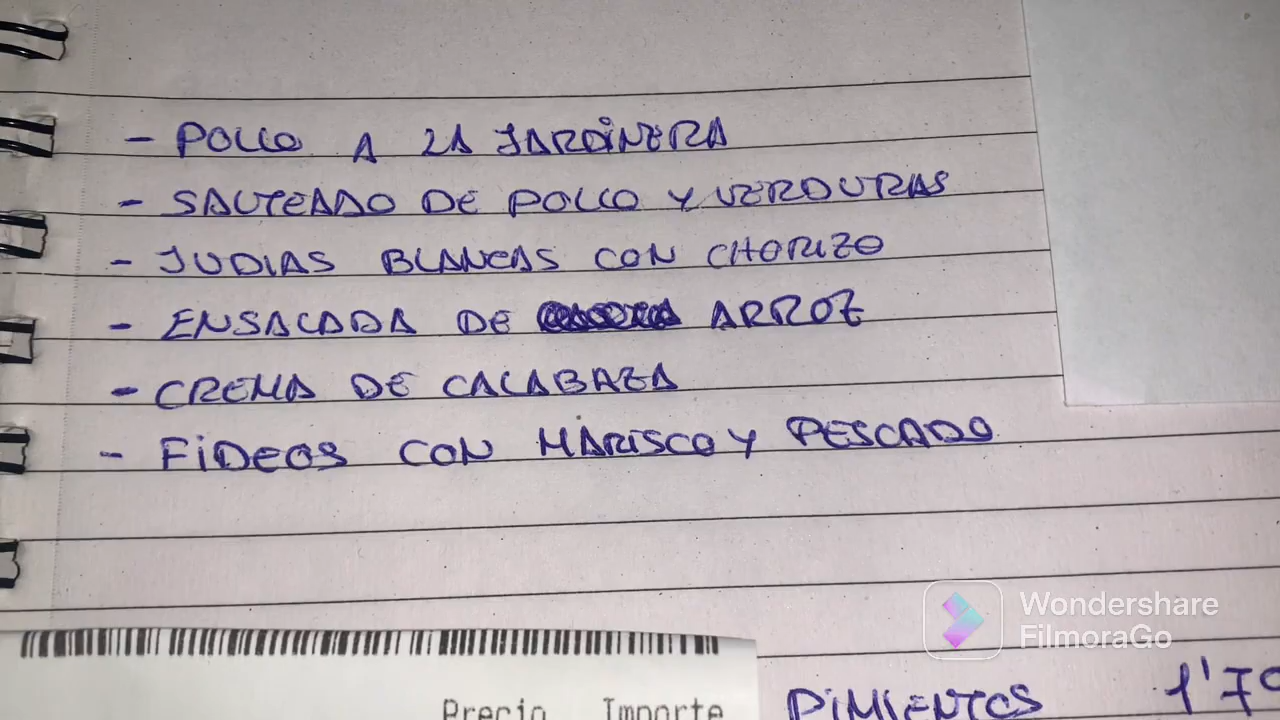 - POLLO A LA JARDINERA
- SALTEADO DE POLLO Y VERDURAS
- JUDIAS BLANCAS CON CHORIZO
- ENSALADA DE ARROZ
- CREMA DE CALABAZA
- FIDEOS CON MARISCO Y PESCADO
Wondershare
FilmoraGo
Precio Importe
PIMIENTOS